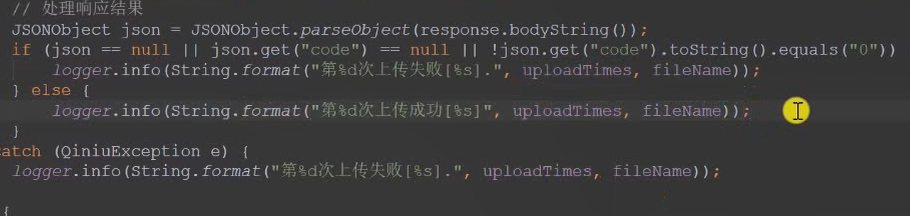 // 处理响应结果
JSONObject json = JSONObject.parseObject(response.bodyString());
if (json == null || json.get("code") == null || !json.get("code").toString().equals("0"))
logger.info(String.format("第%d次上传失败[%s].", uploadTimes, fileName));
} else {
logger.info(String.format("第%d次上传成功[%s]", uploadTimes, fileName));
}
catch (QiniuException e) {
logger.info(String.format("第%d次上传失败[%s].", uploadTimes, fileName));
{